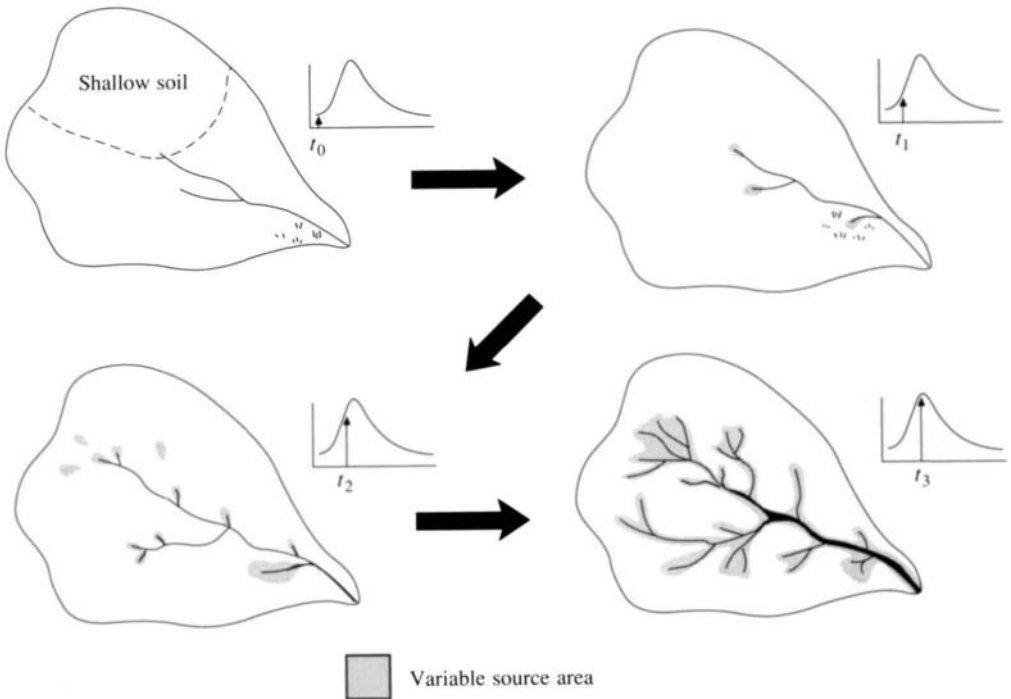 Shallow soil
t₀
t₁
t₂
t₃
Variable source area